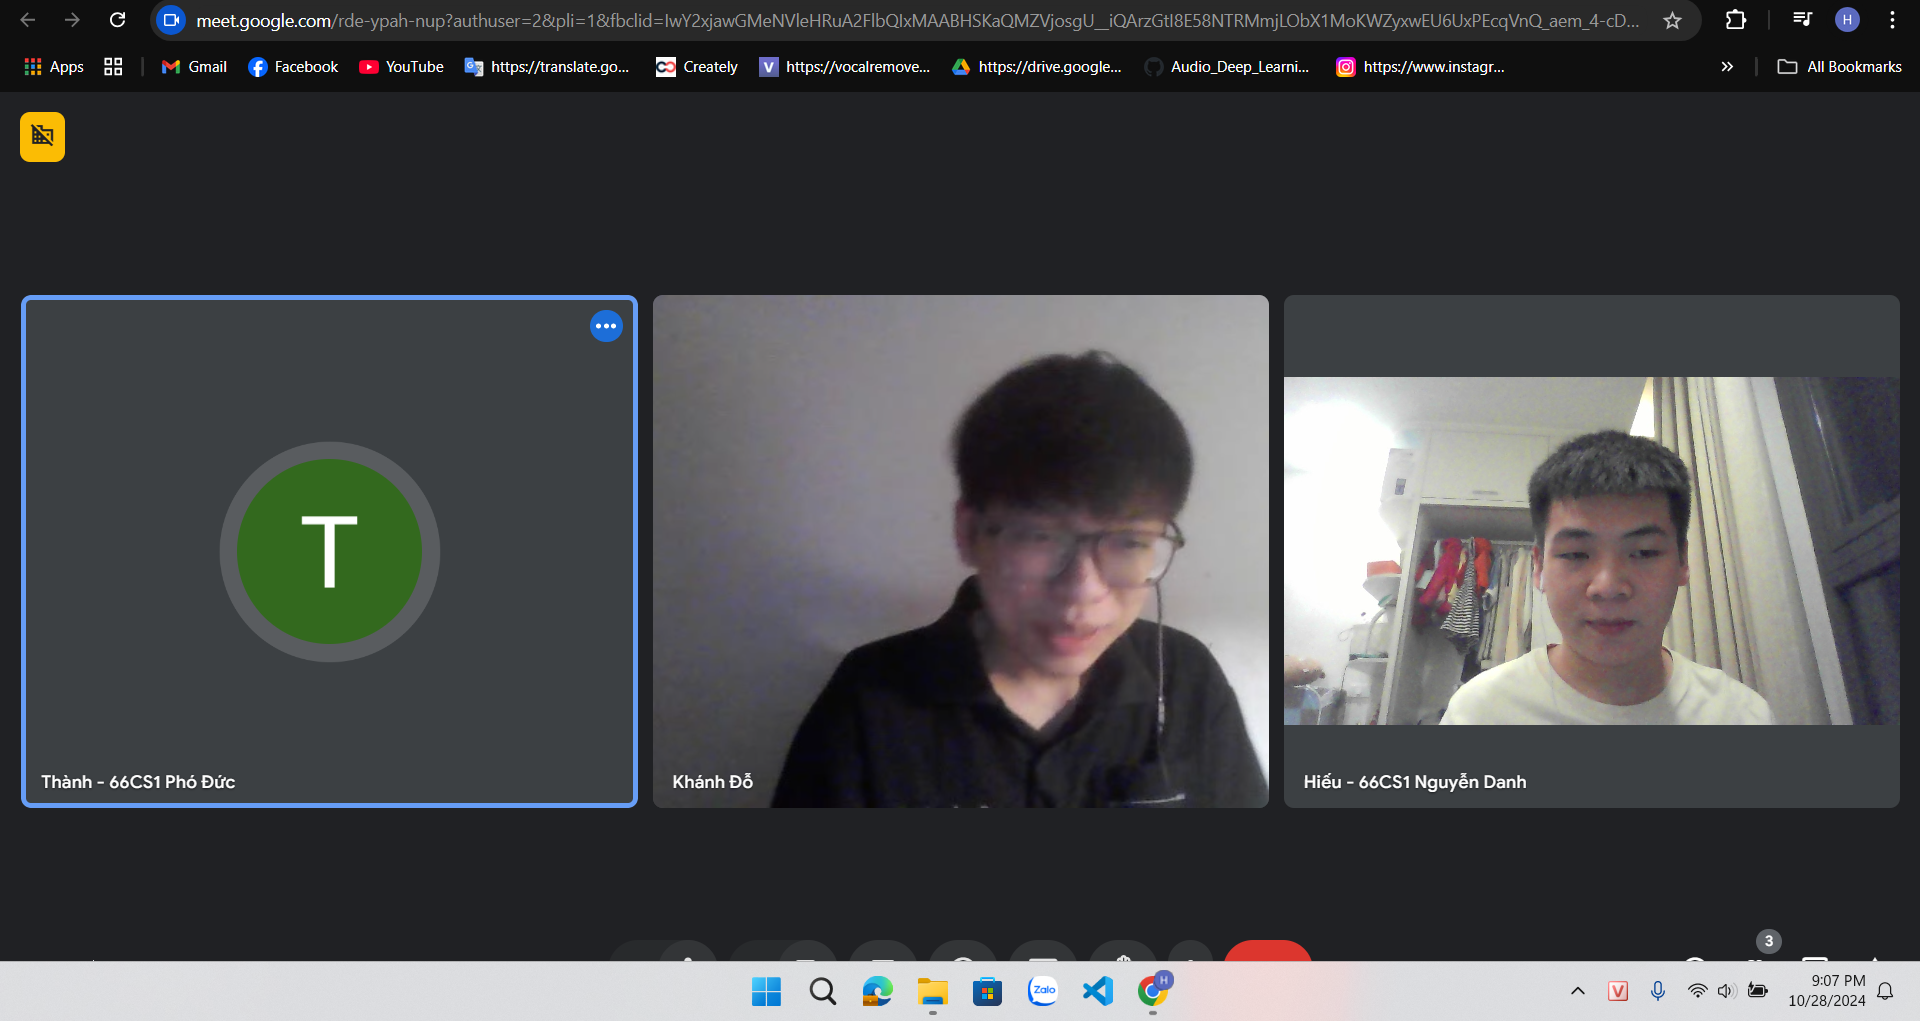 meet.google.com/rde-ypah-nup?authuser=2&pli=1&fbclid=IwY2xjawGMeNVleHRuA2FlbQIxMAABHSKaQMZVjosgU__iQArzGtI8E58NTRMmjLObX1MoKWZyxwEU6UxPEcqVnQ_aem_4-cD...
H
Apps
Gmail
Facebook
YouTube
https://translate.go...
Creately
V
https://vocalremove...
https://drive.google...
Audio_Deep_Learni...
https://www.instagr...
All Bookmarks
T
Thành - 66CS1 Phó Đức
Khánh Đỗ
Hiếu - 66CS1 Nguyễn Danh
3
Zalo
H
V
9:07 PM
10/28/2024